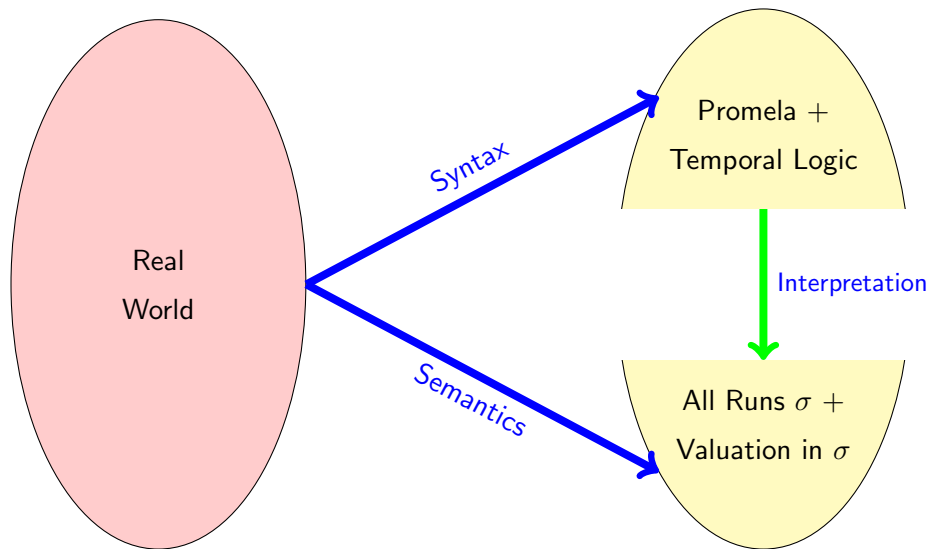 Real
World
Syntax
Semantics
Promela +
Temporal Logic
Interpretation
All Runs σ +
Valuation in σ